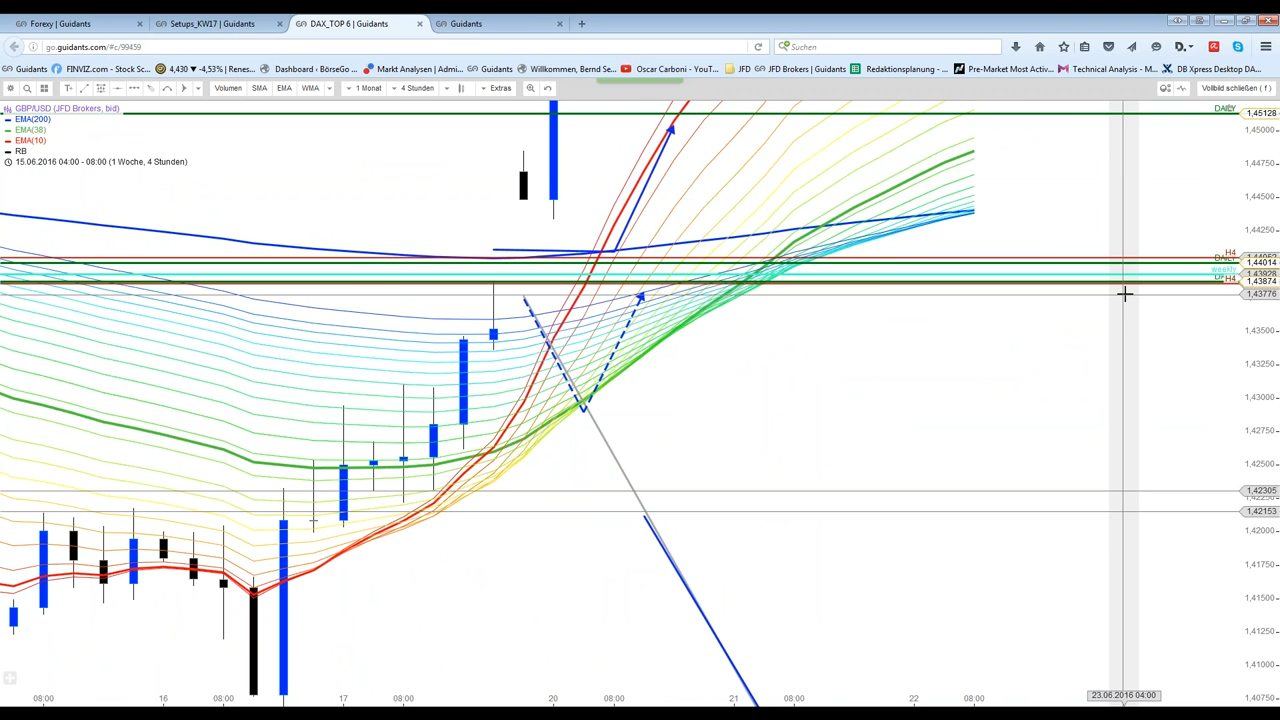 Forexy | Guidants
Setups_KW17 | Guidants
DAX_TOP 6 | Guidants
Guidants
go.guidants.com/#c/99459
Suchen
Guidants
FINVIZ.com - Stock Sc...
4,430 ▼ -4,53% | Renes...
Dashboard ‹ BoreGo ...
Markt Analysen | Admi...
Guidants
Willkommen, Bernd Se...
Oscar Carboni - YouTu...
JFD
JFD Brokers | Guidants
Redaktionsplanung - ...
Pre-Market Most Activ...
Technical Analysis - M...
DB Xpress Desktop DA...
Volumen
SMA
EMA
WMA
1 Monat
4 Stunden
Extras
Vollbild schließen ( f )
GBP/USD (JFD Brokers, bid)
EMA(200)
EMA(38)
EMA(10)
RB
15.06.2016 04:00 - 08:00 (1 Woche, 4 Stunden)
DAILY
1,45128
1,45000
1,44750
1,44500
1,44250
H4
1,44014
weekly
1,43928
H4
1,43874
1,43776
1,43500
1,43250
1,43000
1,42750
1,42500
1,42305
1,42153
1,42000
1,41750
1,41500
1,41250
1,41000
1,40750
08:00
16
08:00
17
08:00
20
08:00
21
08:00
22
08:00
23.06.2016 04:00